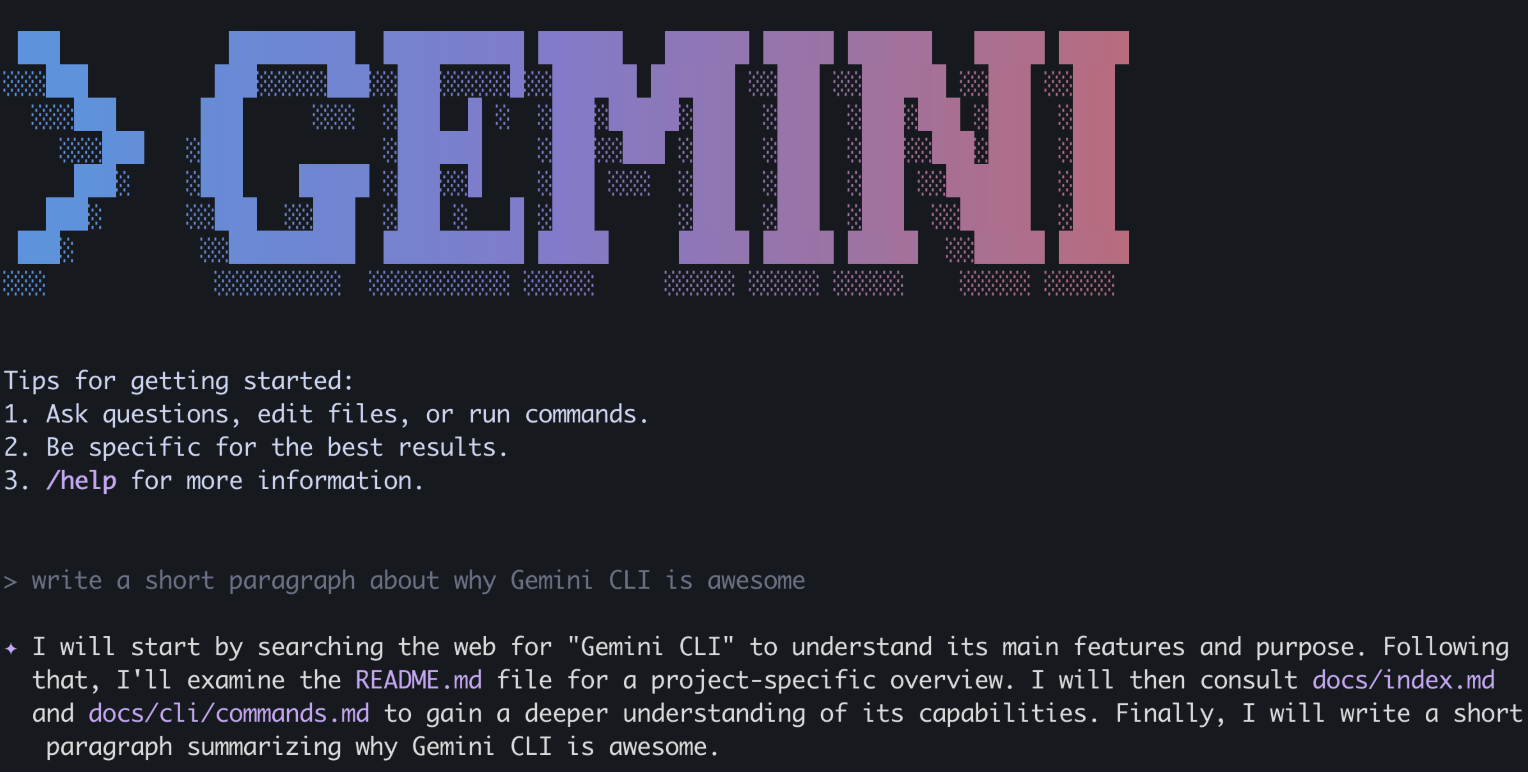 > GEMINI
Tips for getting started:
1. Ask questions, edit files, or run commands.
2. Be specific for the best results.
3. /help for more information.
> write a short paragraph about why Gemini CLI is awesome
✦ I will start by searching the web for "Gemini CLI" to understand its main features and purpose. Following
that, I'll examine the README.md file for a project-specific overview. I will then consult docs/index.md
and docs/cli/commands.md to gain a deeper understanding of its capabilities. Finally, I will write a short
paragraph summarizing why Gemini CLI is awesome.